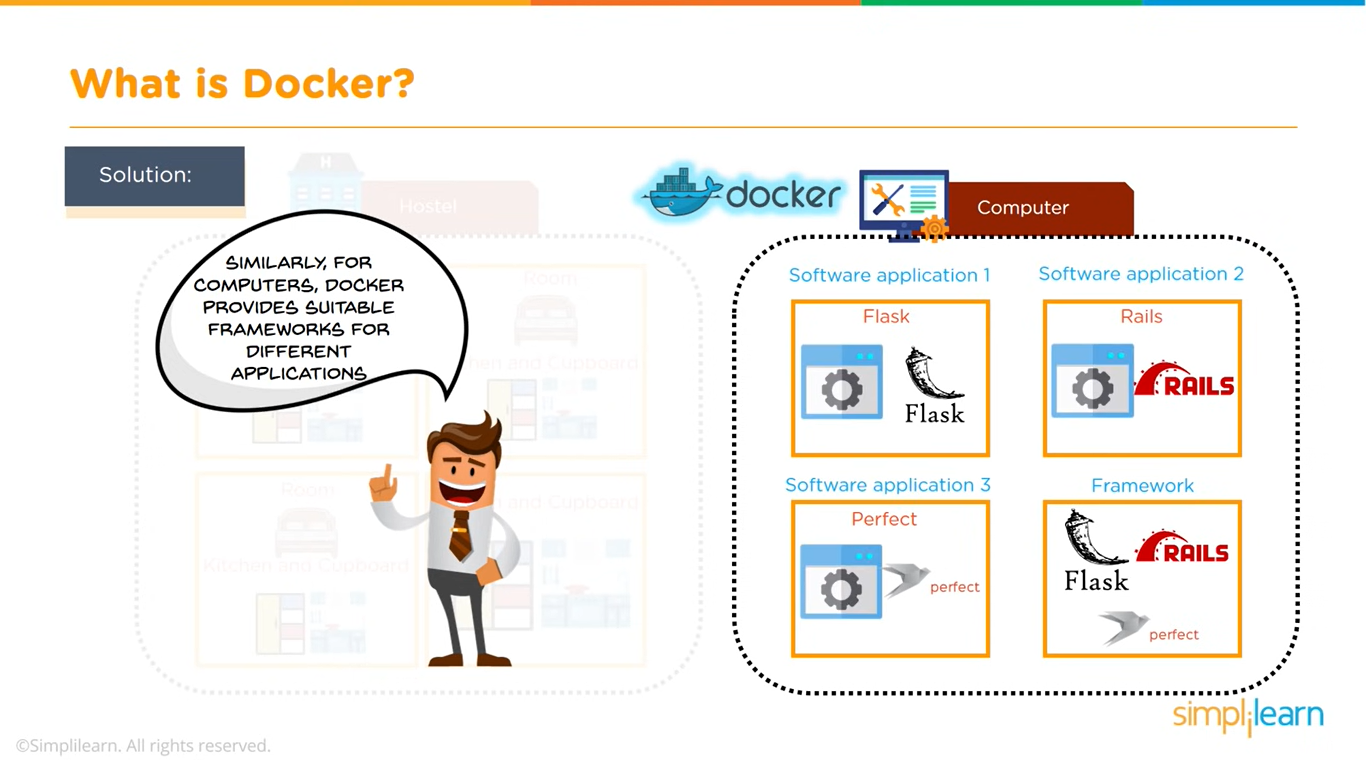 What is Docker?
Solution:
H
Hostel
docker
Computer
SIMILARLY, FOR
COMPUTERS, DOCKER
PROVIDES SUITABLE
FRAMEWORKS FOR
DIFFERENT
APPLICATIONS
Room
hen and Cupboard
Room
n and Cupboard
Kitchen and Cupboard
Software application 1
Flask
Flask
Software application 2
Rails
RAILS
Software application 3
Perfect
perfect
Framework
Flask
RAILS
perfect
simplilearn
©Simplilearn. All rights reserved.